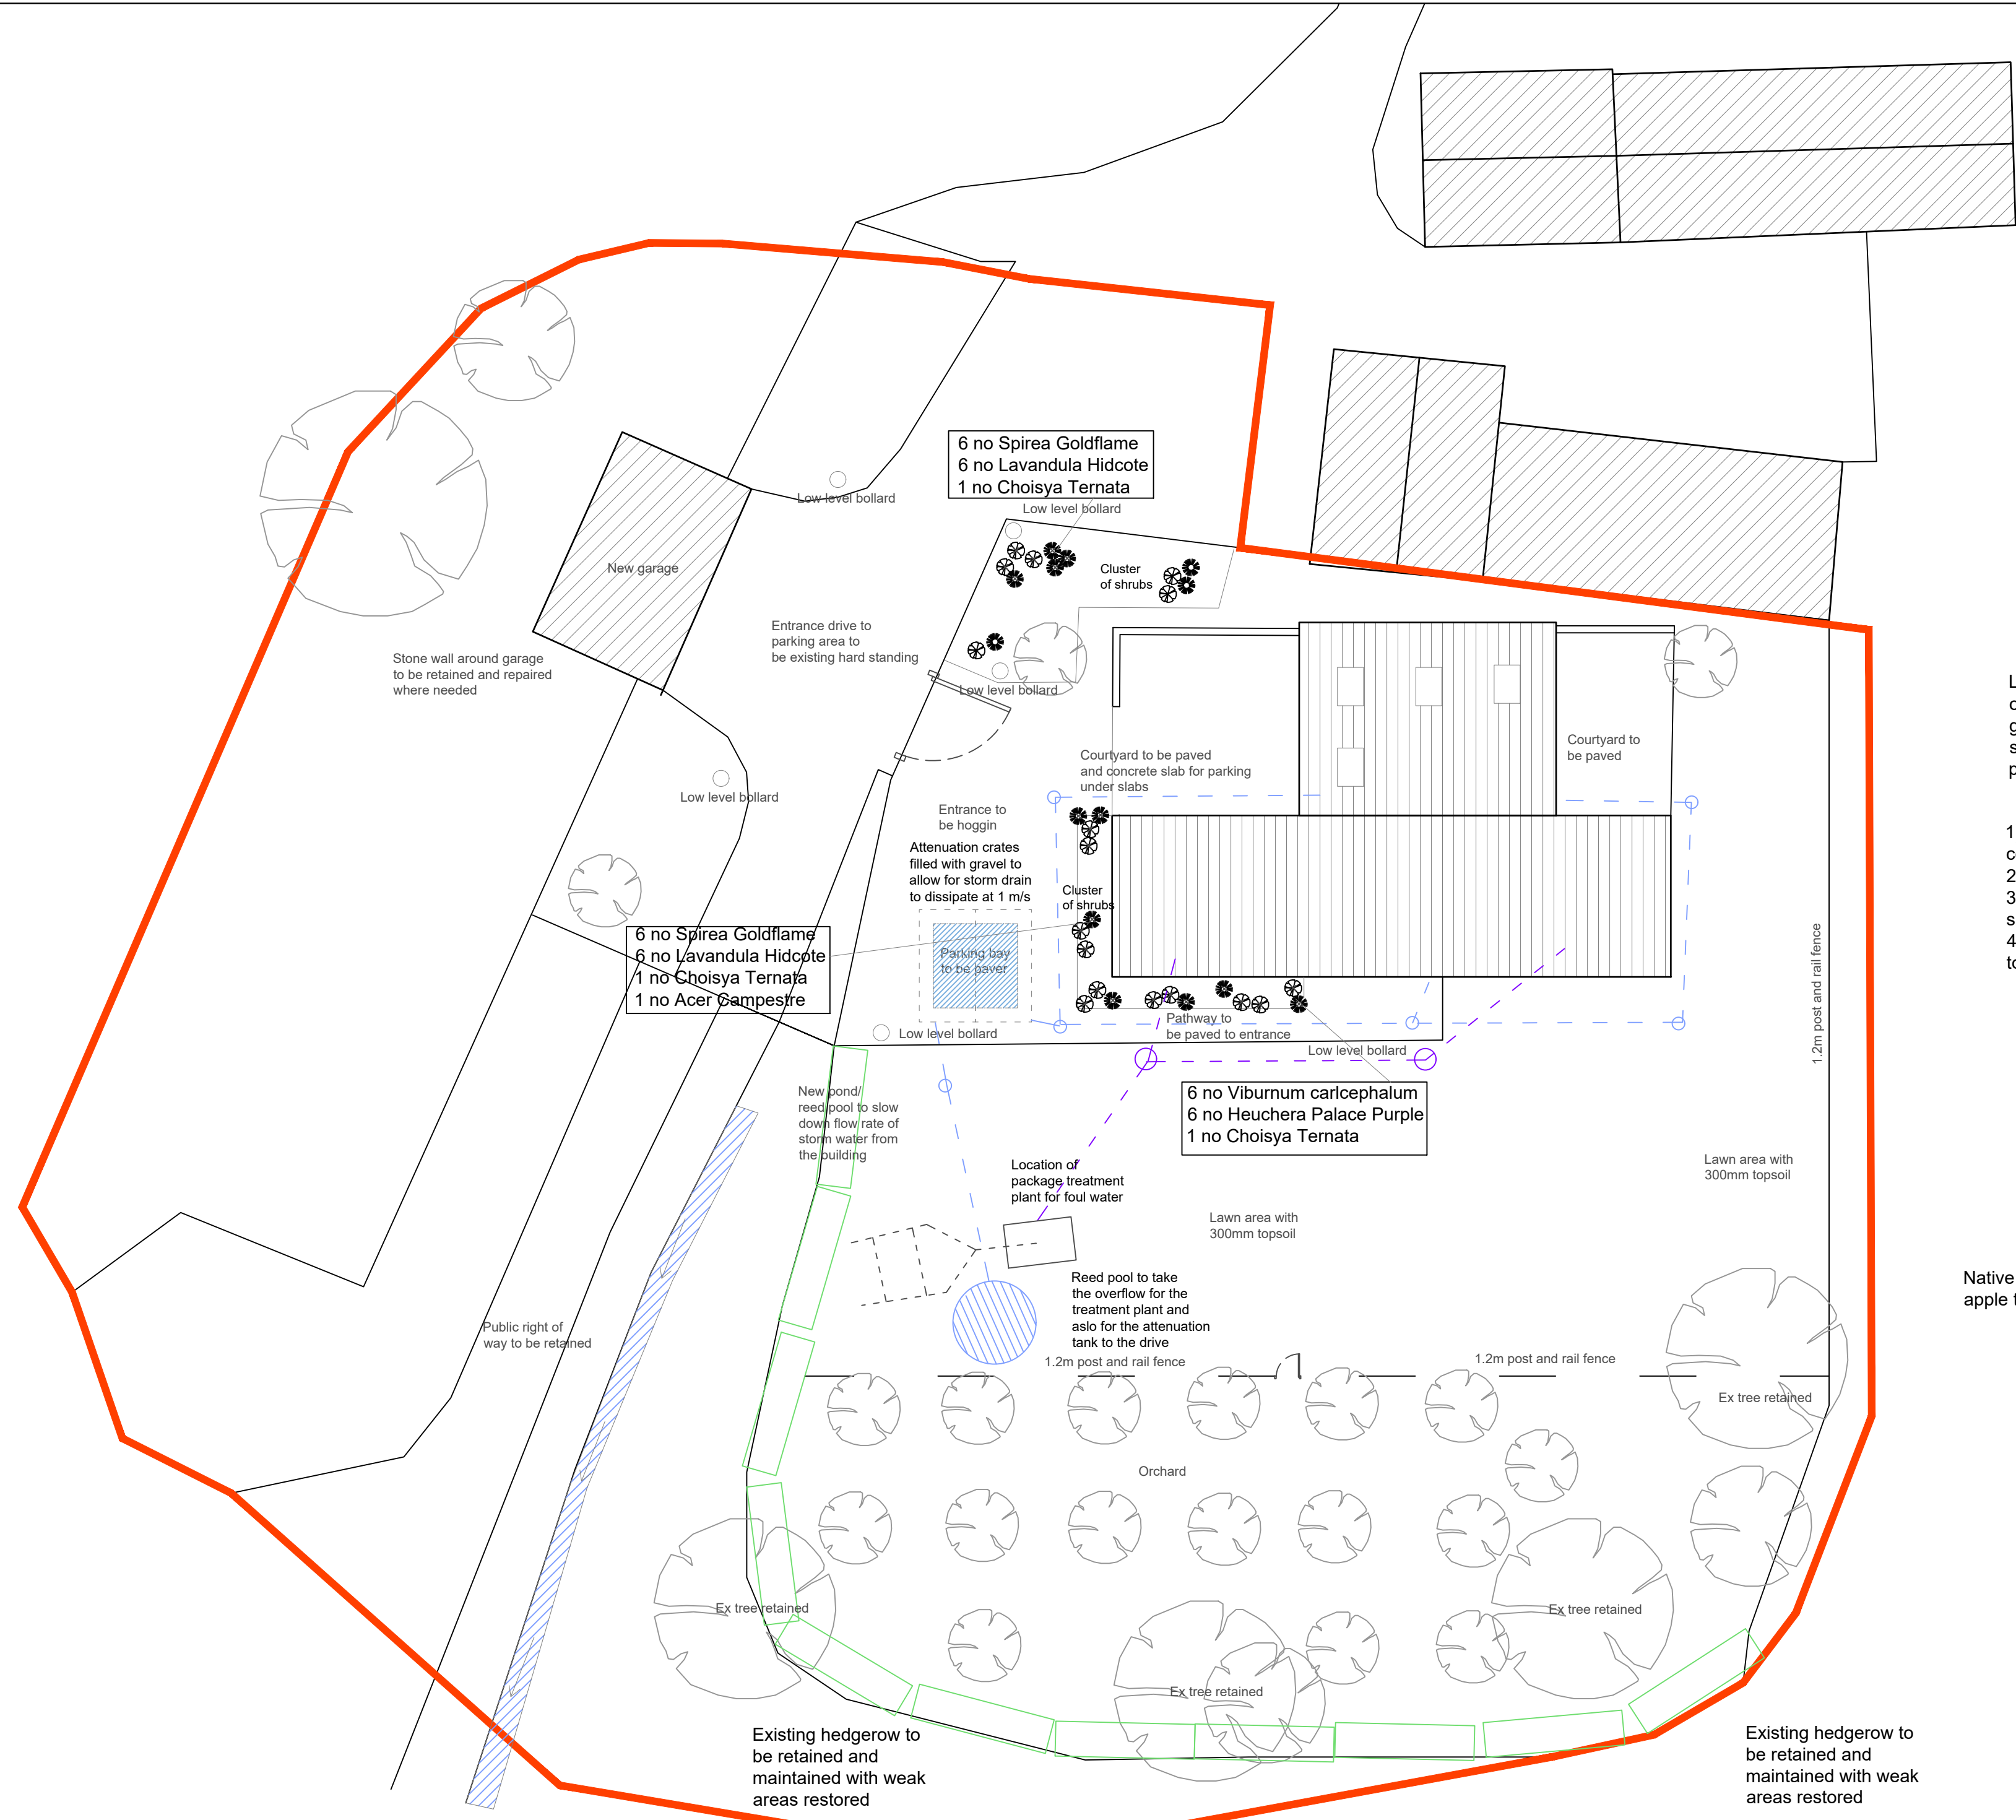 6 no Spirea Goldflame
6 no Lavandula Hidcote
1 no Choisya Ternata
Low level bollard
Low level bollard
New garage
Cluster
of shrubs
Entrance drive to
parking area to
be existing hard standing
Stone wall around garage
to be retained and repaired
where needed
Low level bollard
Courtyard to be paved
and concrete slab for parking
under slabs
Courtyard to
be paved
Low level bollard
Entrance to
be hoggin
Attenuation crates
filled with gravel to
allow for storm drain
to dissipate at 1 m/s
Cluster
of shrubs
6 no Spirea Goldflame
6 no Lavandula Hidcote
1 no Choisya Ternata
1 no Acer Campestre
Parking bay
to be paver
1.2m post and rail fence
Low level bollard
Pathway to
be paved to entrance
Low level bollard
6 no Viburnum carlcephalum
6 no Heuchera Palace Purple
1 no Choisya Ternata
New pond/
reed pool to slow
down flow rate of
storm water from
the building
Location of
package treatment
plant for foul water
Lawn area with
300mm topsoil
Lawn area with
300mm topsoil
Reed pool to take
the overflow for the
treatment plant and
aslo for the attenuation
tank to the drive
Native
apple
Public right of
way to be retained
1.2m post and rail fence
1.2m post and rail fence
Ex tree retained
Orchard
Ex tree retained
Ex tree retained
Ex tree retained
Existing hedgerow to
be retained and
maintained with weak
areas restored
Existing hedgerow to
be retained and
maintained with weak
areas restored